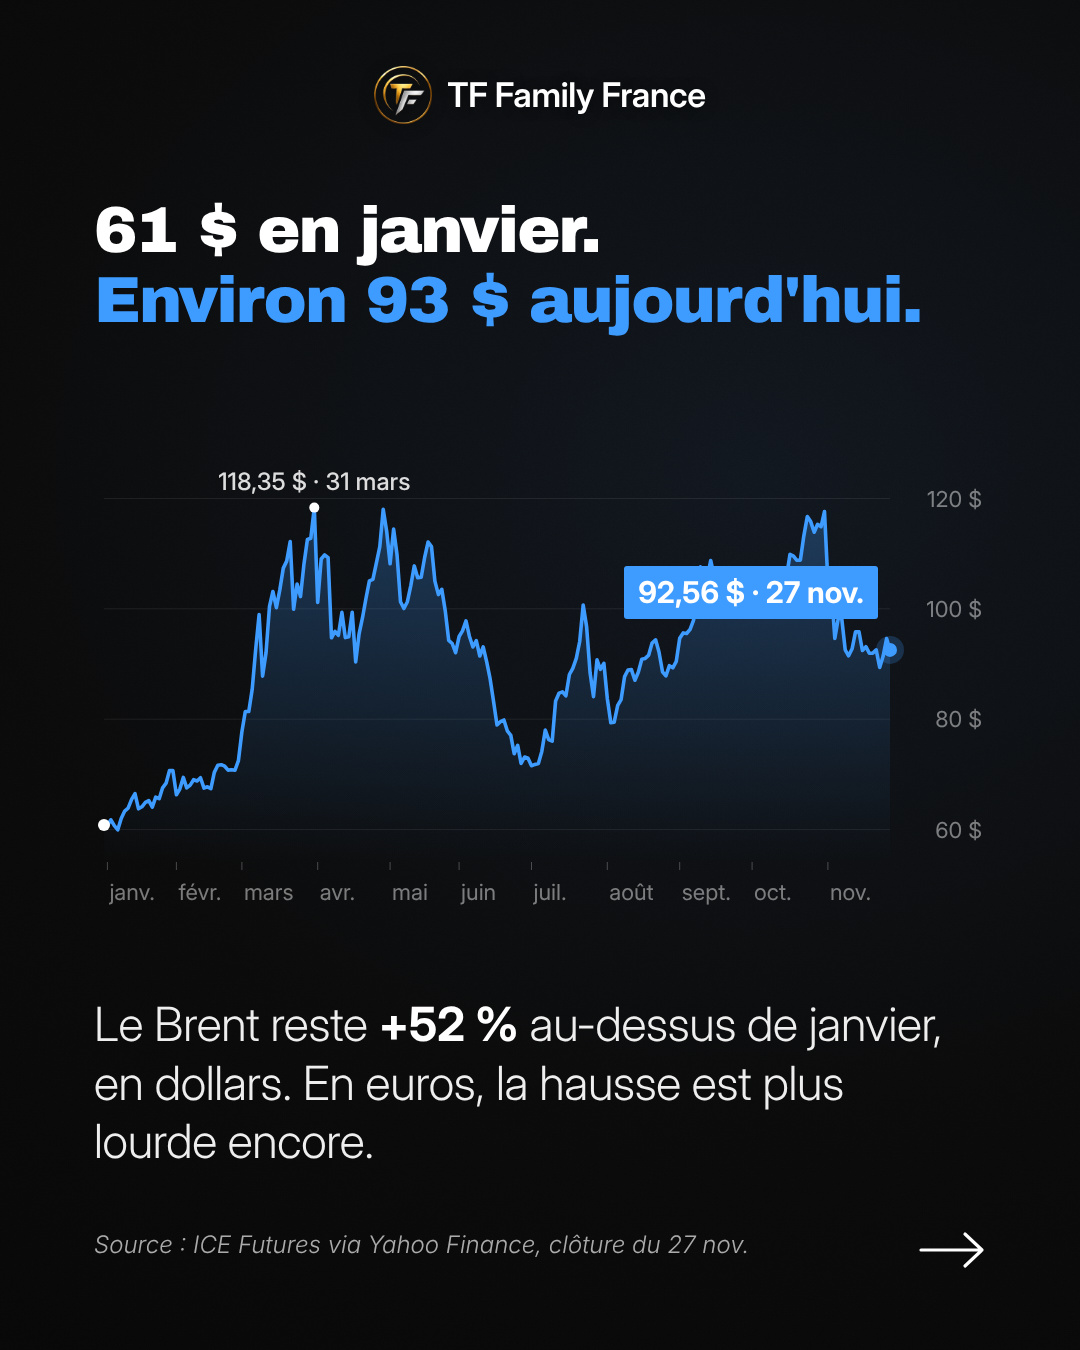 TF TF Family France
61 $ en janvier.
Environ 93 $ aujourd'hui.
118,35 $ · 31 mars
120 $
92,56 $ · 27 nov.
100 $
80 $
60 $
janv. févr. mars avr. mai juin juil. août sept. oct. nov.
Le Brent reste +52 % au-dessus de janvier,
en dollars. En euros, la hausse est plus
lourde encore.
Source : ICE Futures via Yahoo Finance, clôture du 27 nov.